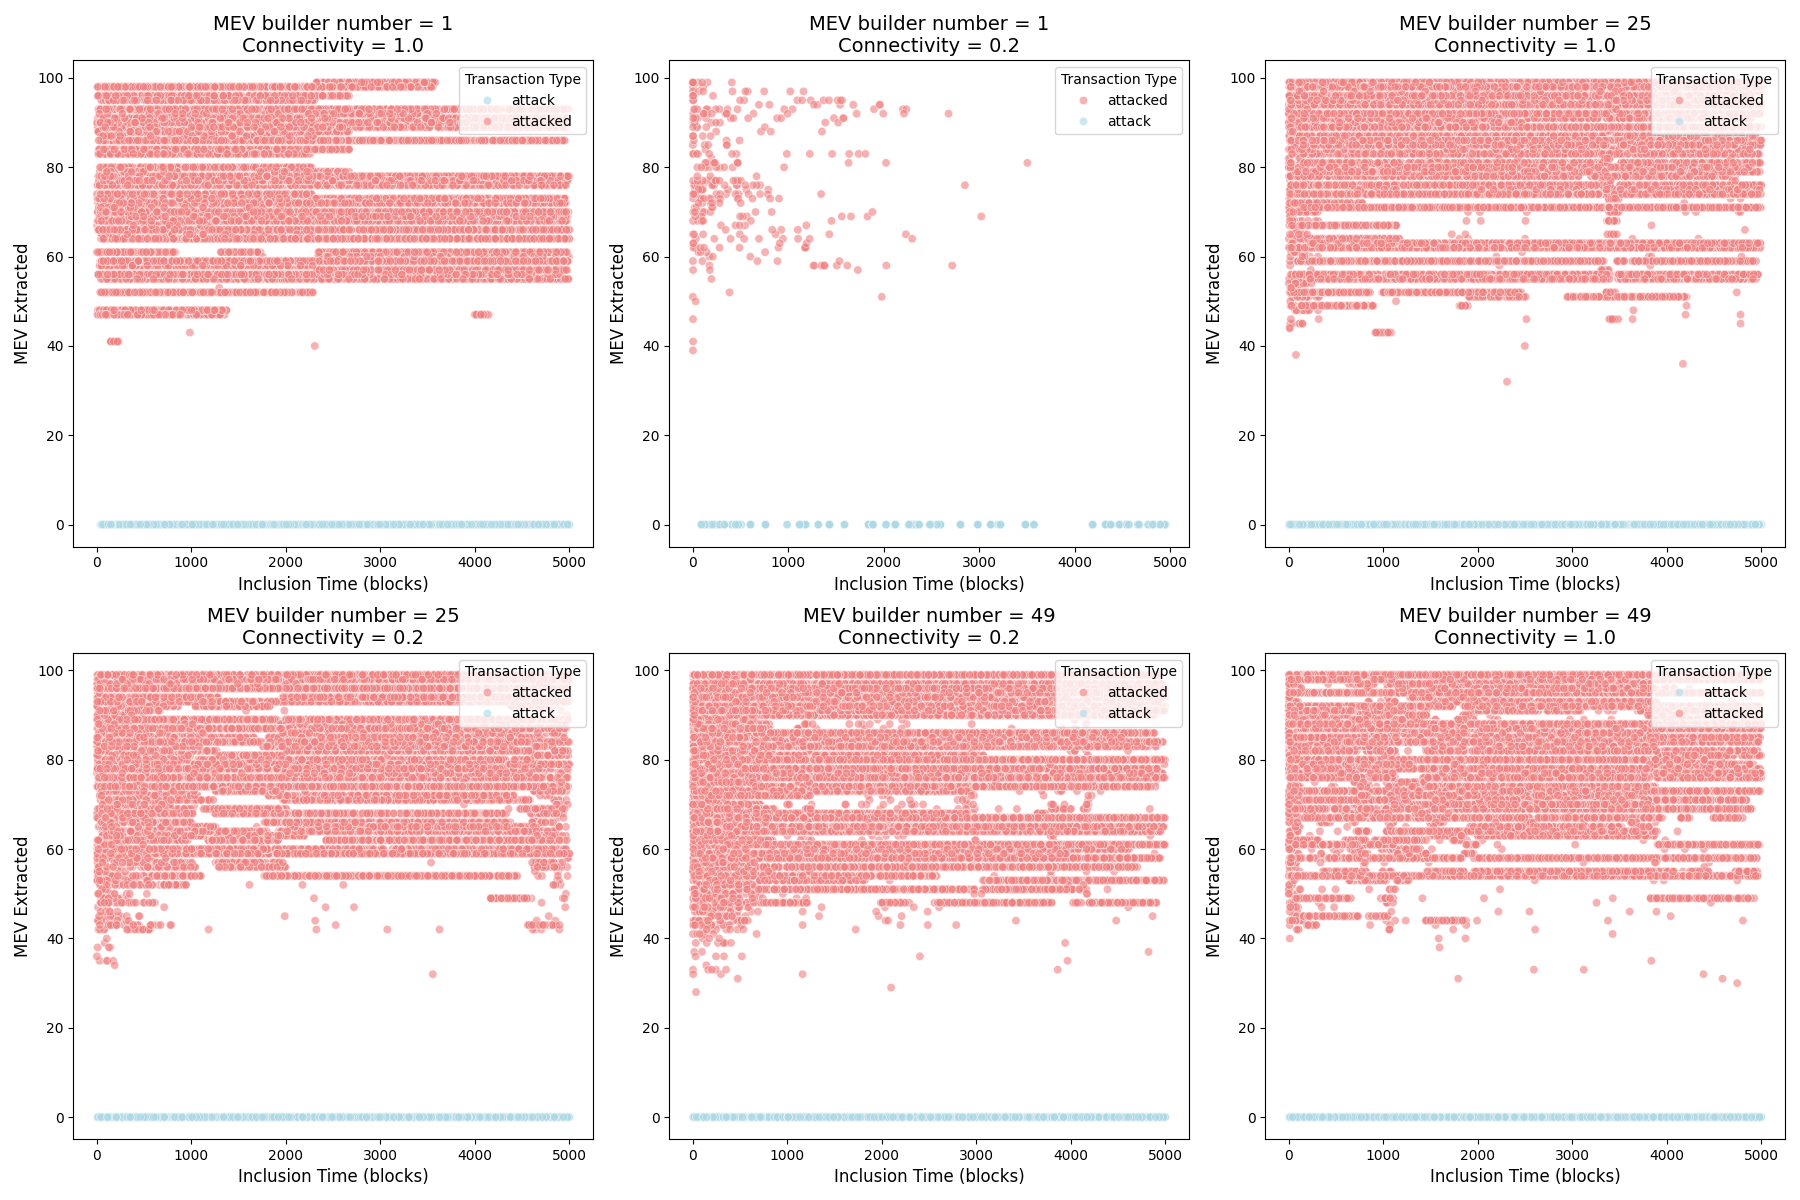 MEV builder number = 1
Connectivity = 1.0
MEV Extracted
100
80
60
40
20
0
0 1000 2000 3000 4000 5000
Inclusion Time (blocks)
Transaction Type
attack
attacked
MEV builder number = 1
Connectivity = 0.2
MEV Extracted
100
80
60
40
20
0
0 1000 2000 3000 4000 5000
Inclusion Time (blocks)
Transaction Type
attacked
attack
MEV builder number = 25
Connectivity = 1.0
MEV Extracted
100
80
60
40
20
0
0 1000 2000 3000 4000 5000
Inclusion Time (blocks)
Transaction Type
attacked
attack
MEV builder number = 25
Connectivity = 0.2
MEV Extracted
100
80
60
40
20
0
0 1000 2000 3000 4000 5000
Inclusion Time (blocks)
Transaction Type
attacked
attack
MEV builder number = 49
Connectivity = 0.2
MEV Extracted
100
80
60
40
20
0
0 1000 2000 3000 4000 5000
Inclusion Time (blocks)
Transaction Type
attacked
attack
MEV builder number = 49
Connectivity = 1.0
MEV Extracted
100
80
60
40
20
0
0 1000 2000 3000 4000 5000
Inclusion Time (blocks)
Transaction Type
attack
attacked